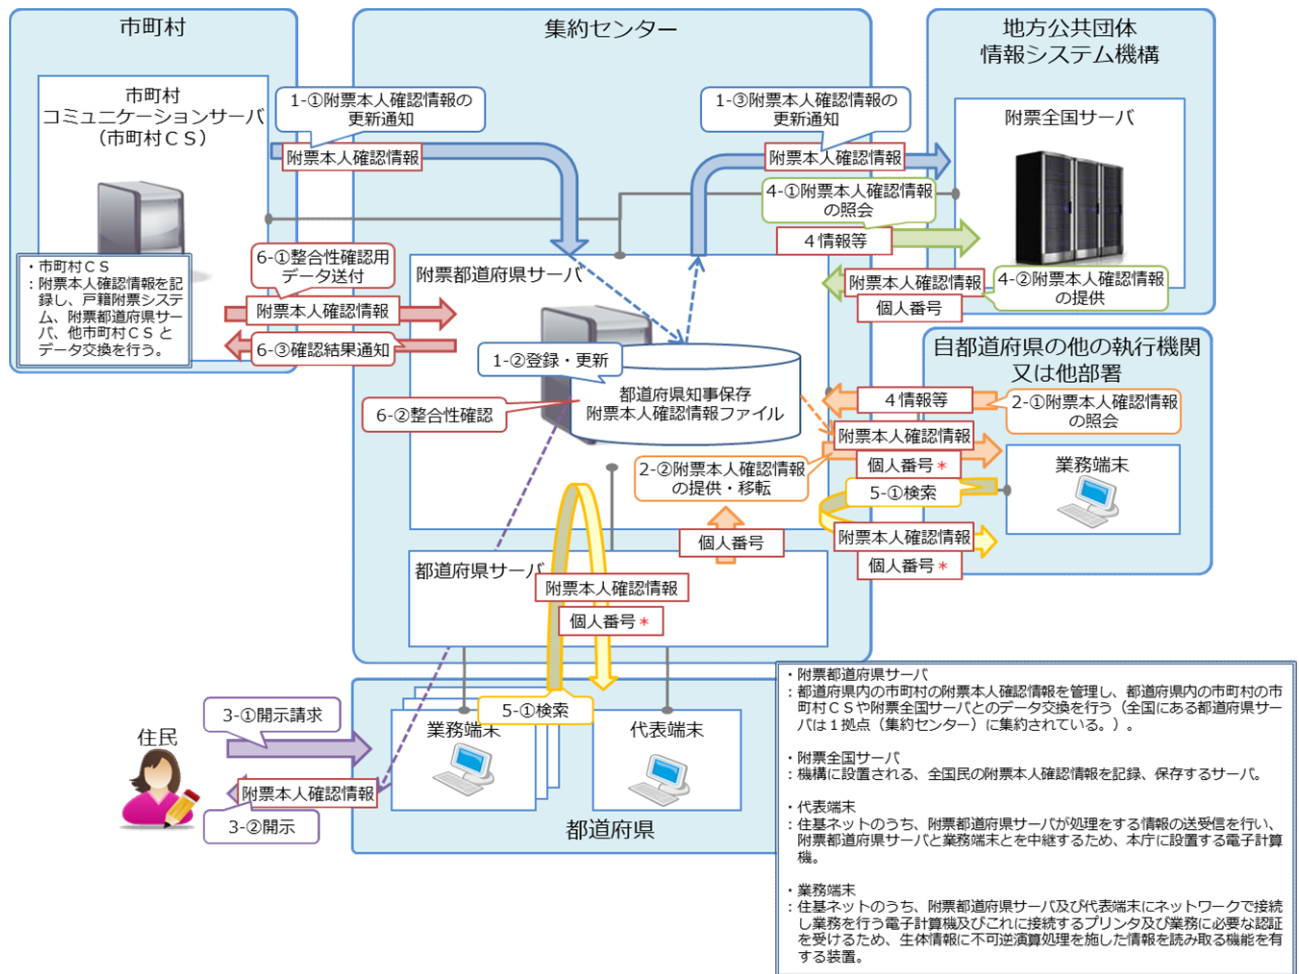 市町村
集約センター
地方公共団体
情報システム機構
市町村
コミュニケーションサーバ
（市町村ＣＳ）
1-①附票本人確認情報の
更新通知
附票本人確認情報
1-③附票本人確認情報の
更新通知
附票本人確認情報
附票全国サーバ
4-①附票本人確認情報
の照会
４情報等
附票本人確認情報
個人番号
4-②附票本人確認情報
の提供
・市町村ＣＳ
：附票本人確認情報を記
録し、戸籍附票システ
ム、附票都道府県サー
バ、他市町村ＣＳと
データ交換を行う。
6-①整合性確認用
データ送付
附票本人確認情報
6-③確認結果通知
附票都道府県サーバ
1-②登録・更新
6-②整合性確認
都道府県知事保存
附票本人確認情報ファイル
自都道府県の他の執行機関
又は他部署
４情報等
2-①附票本人確認情報
の照会
附票本人確認情報
個人番号＊
2-②附票本人確認情報
の提供・移転
業務端末
5-①検索
附票本人確認情報
個人番号＊
個人番号
都道府県サーバ
附票本人確認情報
個人番号＊
5-①検索
業務端末
代表端末
都道府県
住民
3-①開示請求
附票本人確認情報
3-②開示
・附票都道府県サーバ
：都道府県内の市町村の附票本人確認情報を管理し、都道府県内の市町村の市
町村ＣＳや附票全国サーバとのデータ交換を行う（全国にある都道府県サー
バは１拠点（集約センター）に集約されている。）。
・附票全国サーバ
：機構に設置される、全国民の附票本人確認情報を記録、保存するサーバ。
・代表端末
：住基ネットのうち、附票都道府県サーバが処理をする情報の送受信を行い、
附票都道府県サーバと業務端末とを中継するため、本庁に設置する電子計算
機。
・業務端末
：住基ネットのうち、附票都道府県サーバ及び代表端末にネットワークで接続
し業務を行う電子計算機及びこれに接続するプリンタ及び業務に必要な認証
を受けるため、生体情報に不可逆演算処理を施した情報を読み取る機能を有
する装置。